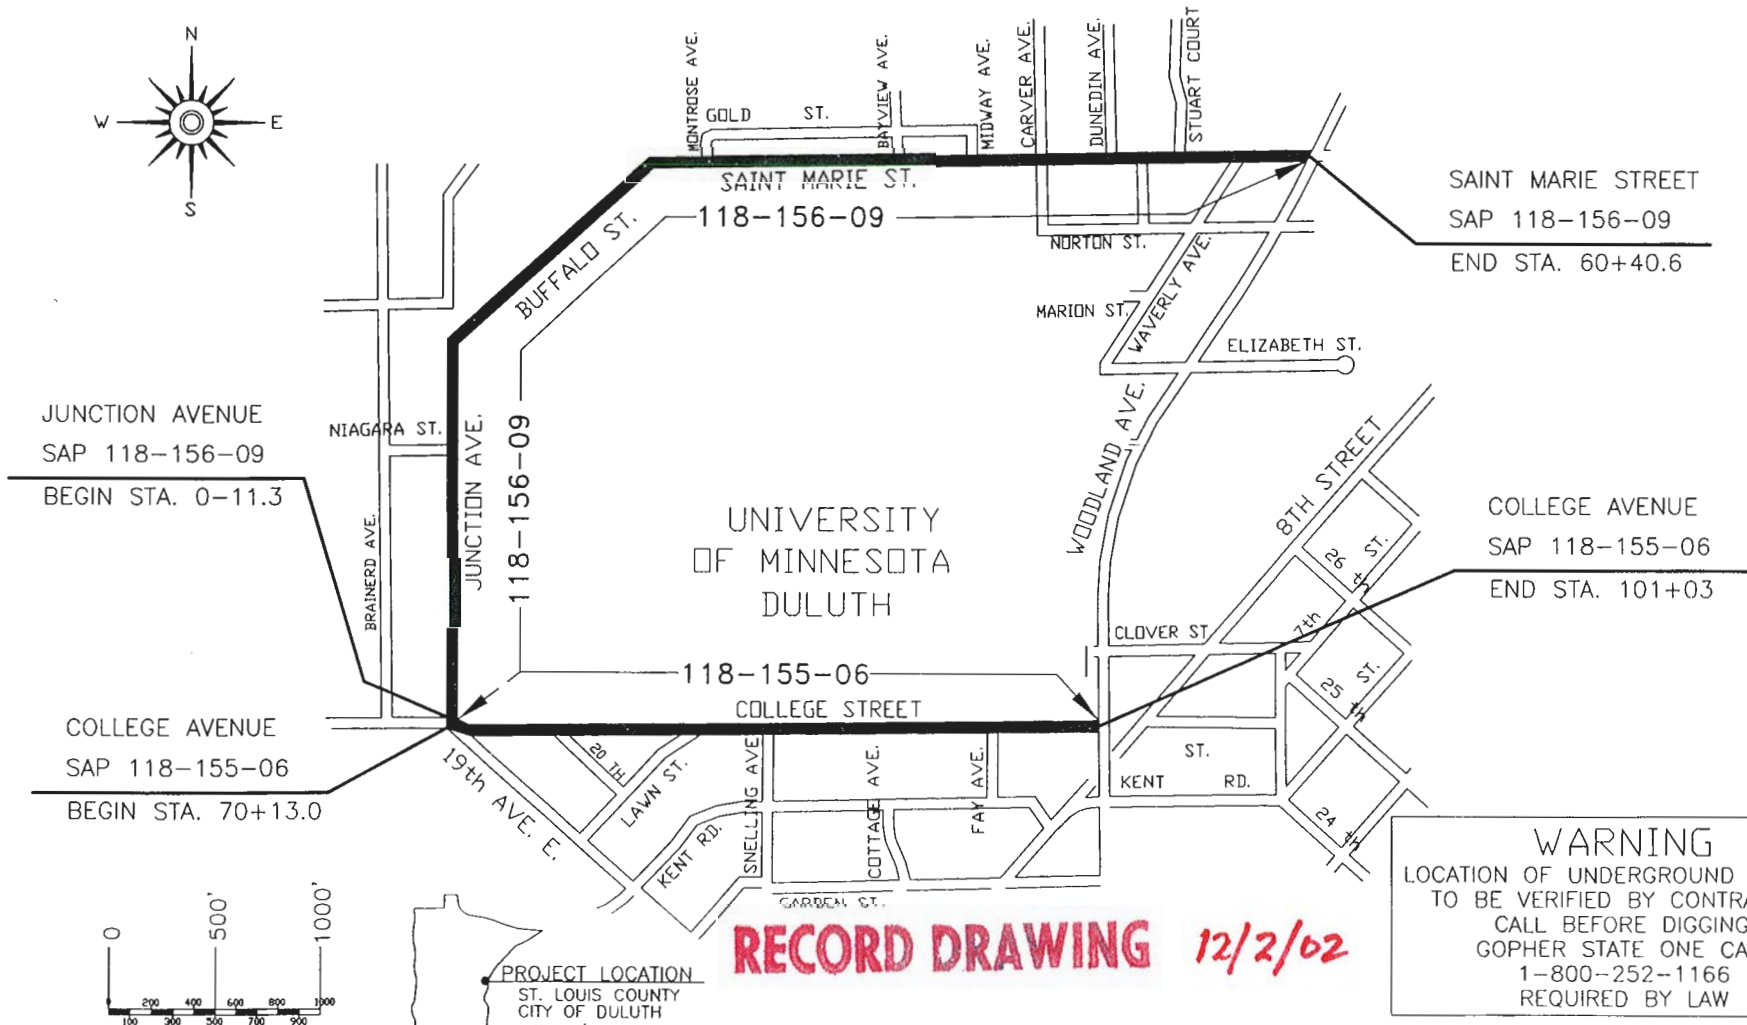 N
W
E
S
MONTROSE AVE.
GOLD ST.
BAYVIEW AVE.
MIDWAY AVE.
CARVER AVE.
DUNEDIN AVE.
STUART COURT
SAINT MARIE ST.
118-156-09
BUFFALO ST.
NORTON ST.
WAVERLY AVE.
MARION ST.
ELIZABETH ST.
SAINT MARIE STREET
SAP 118-156-09
END STA. 60+40.6
JUNCTION AVENUE
SAP 118-156-09
BEGIN STA. 0-11.3
NIAGARA ST.
JUNCTION AVE.
118-156-09
BRAINERD AVE.
UNIVERSITY
OF MINNESOTA
DULUTH
WOODLAND AVE.
8TH STREET
26 th ST.
7th
25 th ST.
24 th
ST.
CLOVER ST
COLLEGE AVENUE
SAP 118-155-06
END STA. 101+03
118-155-06
COLLEGE STREET
COLLEGE AVENUE
SAP 118-155-06
BEGIN STA. 70+13.0
19th AVE. E.
20 TH
LAWN ST.
KENT RD.
SNELLING AVE.
COTTAGE AVE.
FAY AVE.
KENT RD.
GARDEN ST.
WARNING
LOCATION OF UNDERGROUND
TO BE VERIFIED BY CONTRA
CALL BEFORE DIGGING
GOPHER STATE ONE CA
1-800-252-1166
REQUIRED BY LAW
RECORD DRAWING 12/2/02
0 500' 1000'
200 400 600 800 1000
100 300 500 700 900
PROJECT LOCATION
ST. LOUIS COUNTY
CITY OF DULUTH